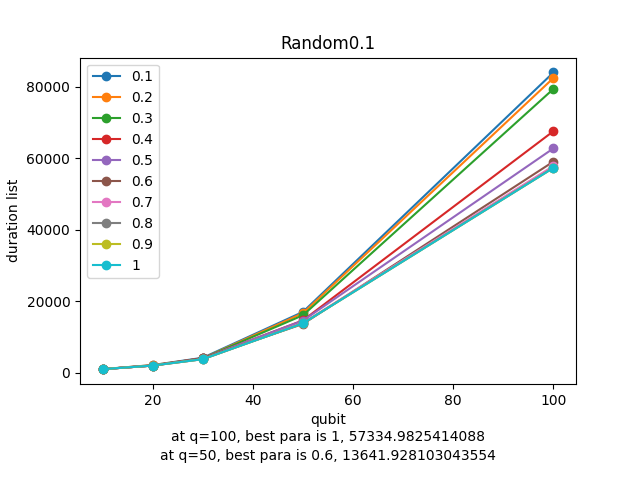 Random0.1
duration list
80000
60000
40000
20000
0
0.1
0.2
0.3
0.4
0.5
0.6
0.7
0.8
0.9
1
20 40 60 80 100
qubit
at q=100, best para is 1, 57334.9825414088
at q=50, best para is 0.6, 13641.928103043554